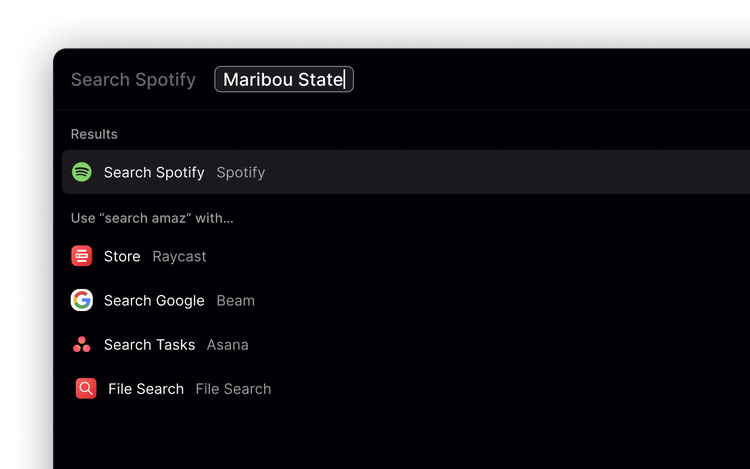 Search Spotify Maribou State
Results
Search Spotify Spotify
Use “search amaz” with...
Store Raycast
Search Google Beam
Search Tasks Asana
File Search File Search